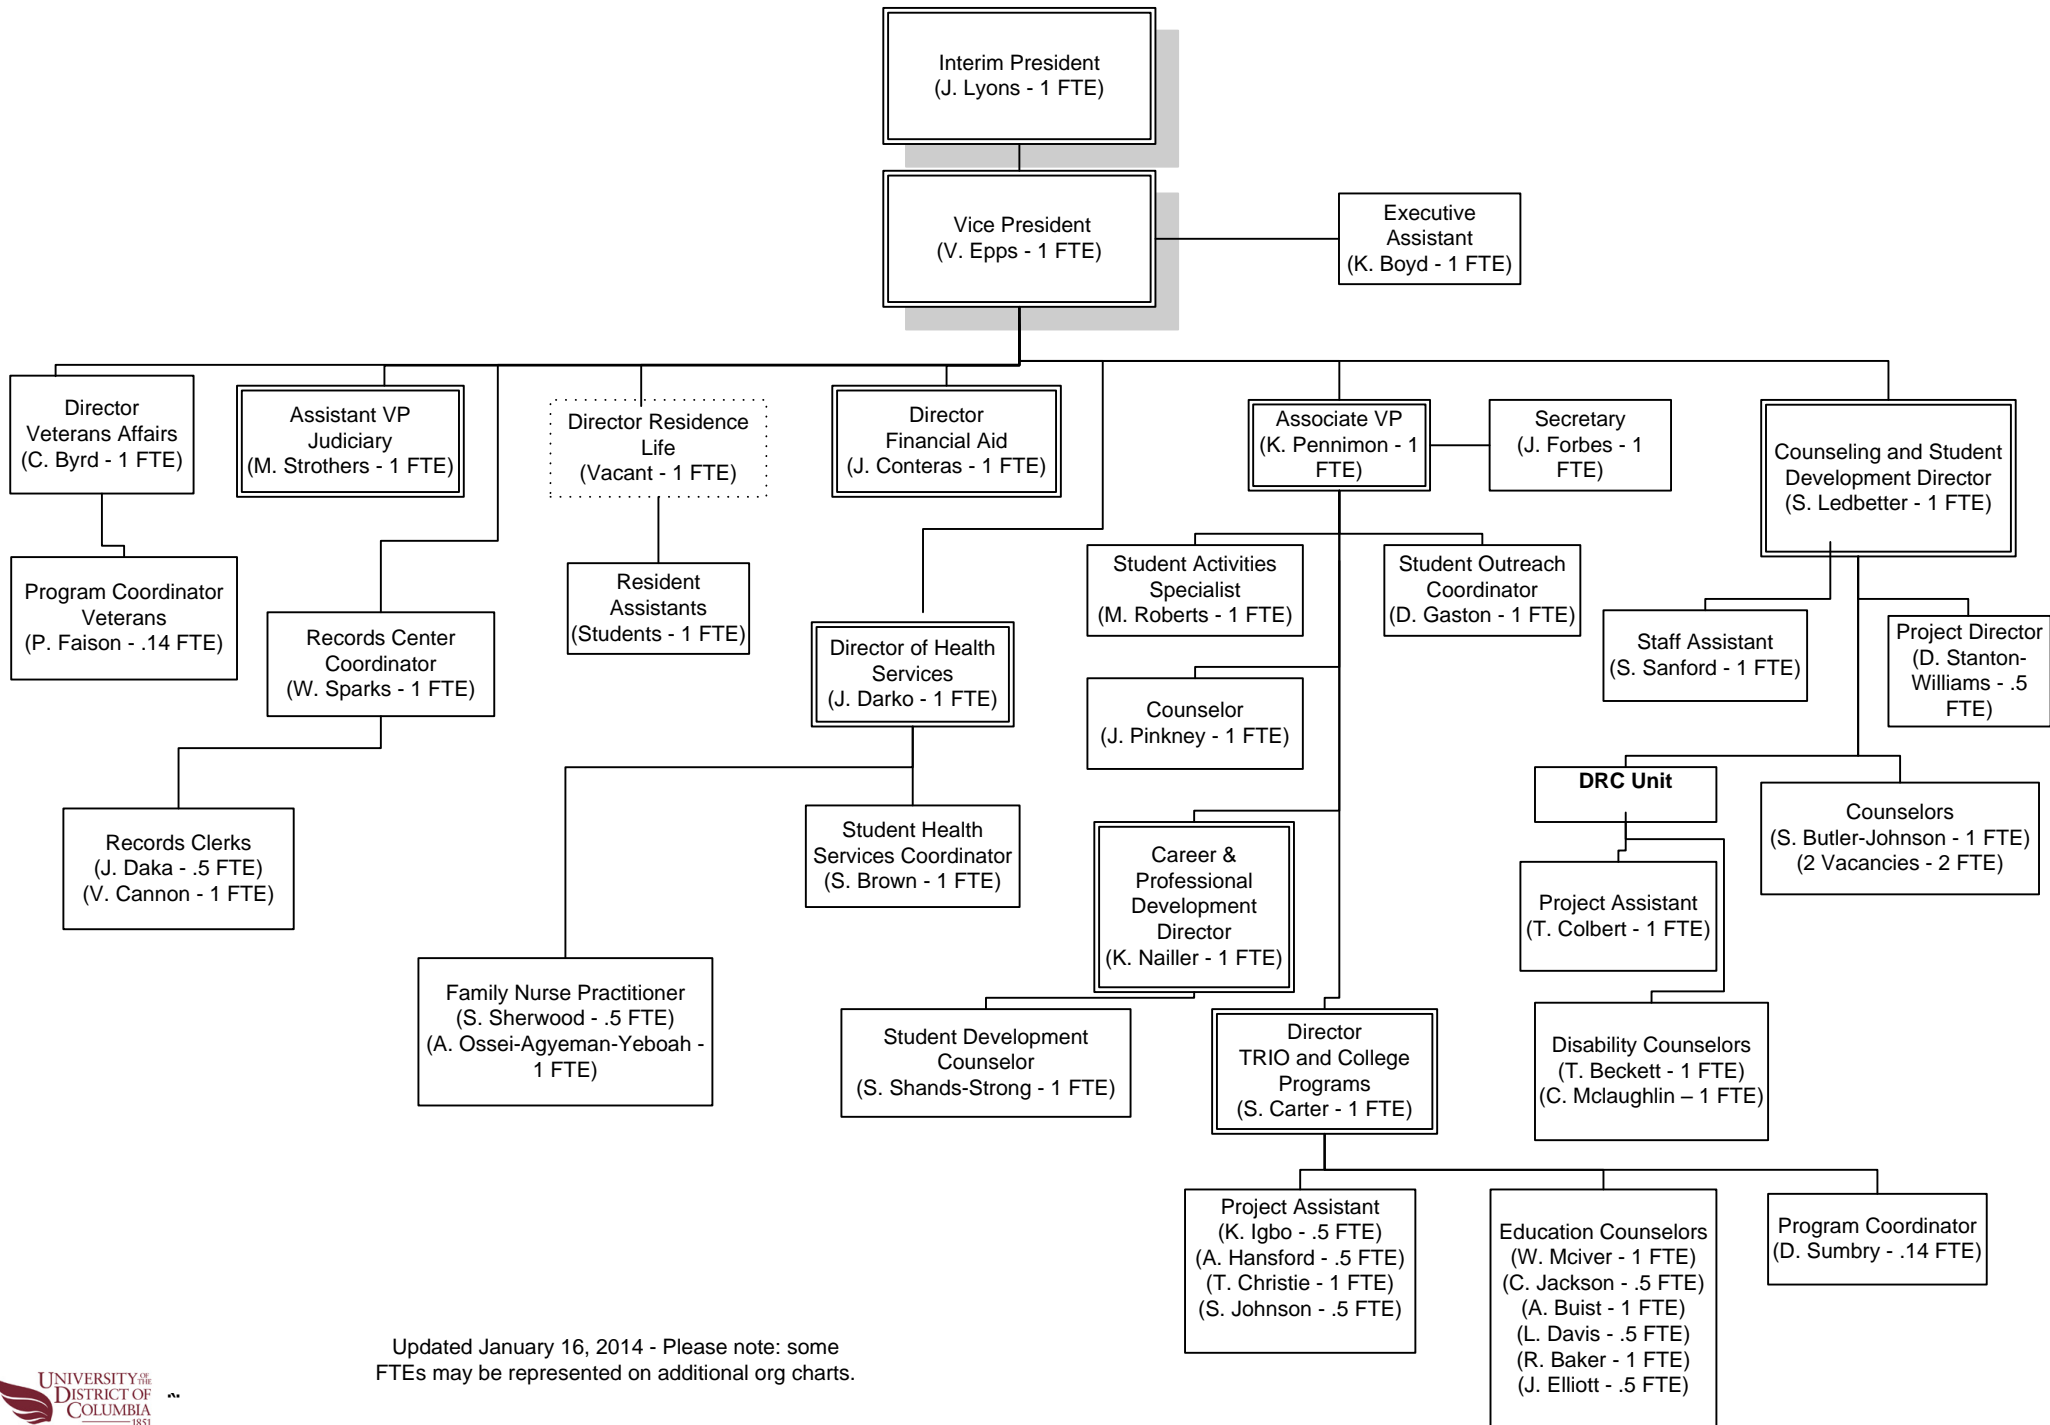 Interim President
(J. Lyons - 1 FTE)
Vice President
(V. Epps - 1 FTE)
Executive
Assistant
(K. Boyd - 1 FTE)
Director
Veterans Affairs
(C. Byrd - 1 FTE)
Assistant VP
Judiciary
(M. Strothers - 1 FTE)
Director Residence
Life
(Vacant - 1 FTE)
Director
Financial Aid
(J. Conteras - 1 FTE)
Associate VP
(K. Pennimon - 1
FTE)
Secretary
(J. Forbes - 1
FTE)
Counseling and Student
Development Director
(S. Ledbetter - 1 FTE)
Program Coordinator
Veterans
(P. Faison - .14 FTE)
Records Center
Coordinator
(W. Sparks - 1 FTE)
Resident
Assistants
(Students - 1 FTE)
Director of Health
Services
(J. Darko - 1 FTE)
Student Activities
Specialist
(M. Roberts - 1 FTE)
Student Outreach
Coordinator
(D. Gaston - 1 FTE)
Staff Assistant
(S. Sanford - 1 FTE)
Project Director
(D. Stanton-
Williams - .5
FTE)
Counselor
(J. Pinkney - 1 FTE)
DRC Unit
Counselors
(S. Butler-Johnson - 1 FTE)
(2 Vacancies - 2 FTE)
Records Clerks
(J. Daka - .5 FTE)
(V. Cannon - 1 FTE)
Student Health
Services Coordinator
(S. Brown - 1 FTE)
Career &
Professional
Development
Director
(K. Nailler - 1 FTE)
Project Assistant
(T. Colbert - 1 FTE)
Family Nurse Practitioner
(S. Sherwood - .5 FTE)
(A. Ossei-Agyeman-Yeboah -
1 FTE)
Student Development
Counselor
(S. Shands-Strong - 1 FTE)
Director
TRIO and College
Programs
(S. Carter - 1 FTE)
Disability Counselors
(T. Beckett - 1 FTE)
(C. Mclaughlin – 1 FTE)
Project Assistant
(K. Igbo - .5 FTE)
(A. Hansford - .5 FTE)
(T. Christie - 1 FTE)
(S. Johnson - .5 FTE)
Education Counselors
(W. Mciver - 1 FTE)
(C. Jackson - .5 FTE)
(A. Buist - 1 FTE)
(L. Davis - .5 FTE)
(R. Baker - 1 FTE)
(J. Elliott - .5 FTE)
Program Coordinator
(D. Sumbry - .14 FTE)
Updated January 16, 2014 - Please note: some
FTEs may be represented on additional org charts.
UNIVERSITY OF THE
DISTRICT OF
COLUMBIA
1851